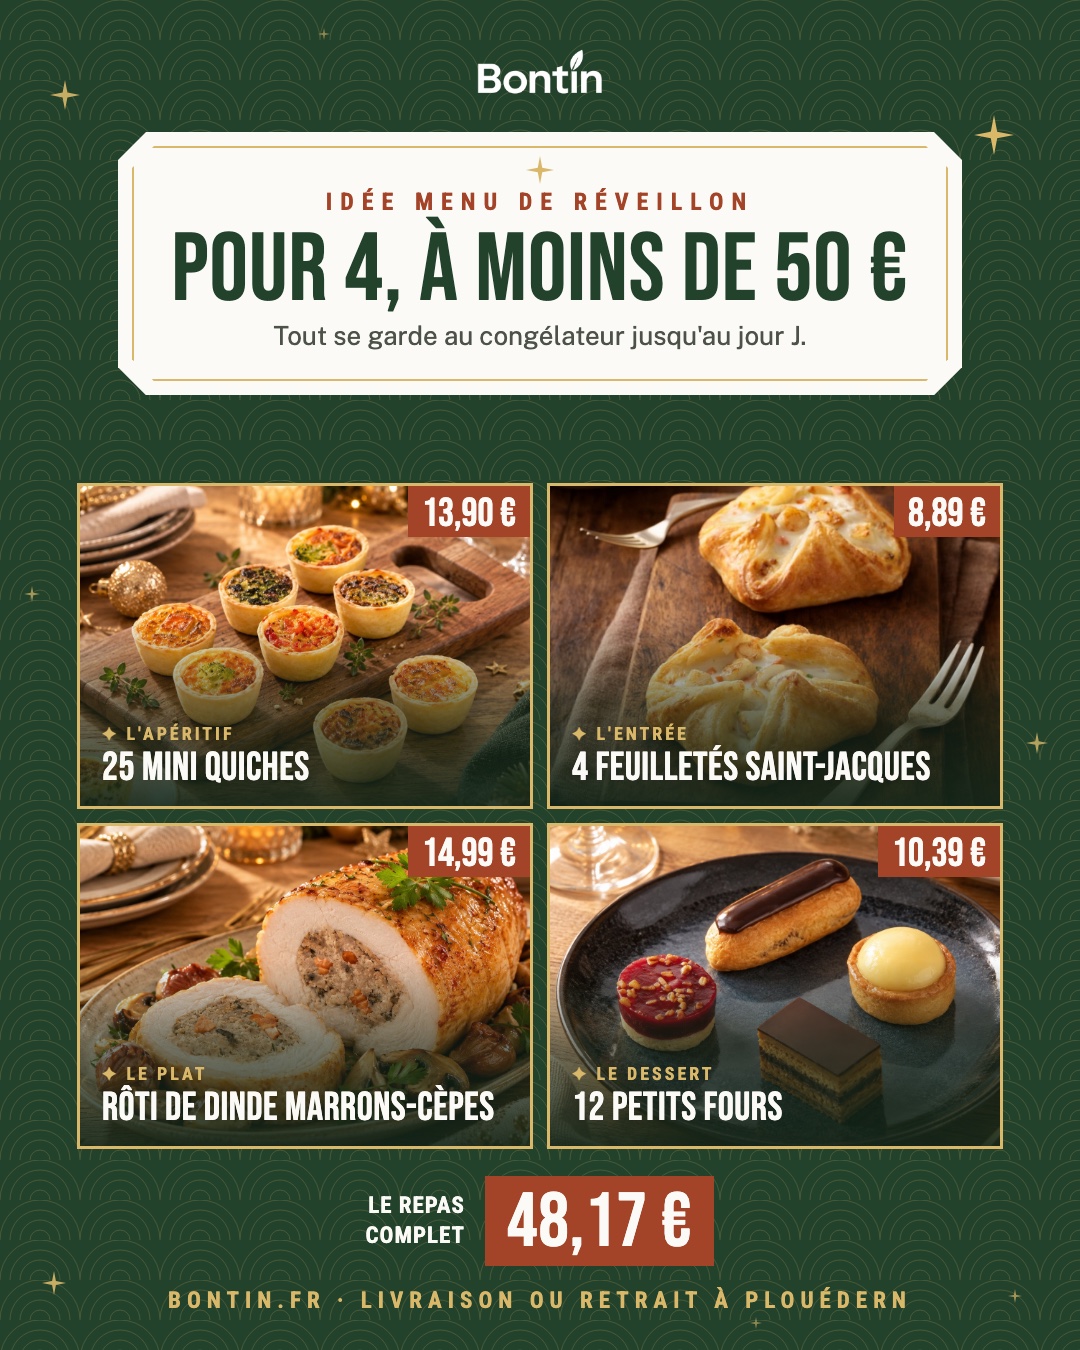 Bontin
IDÉE MENU DE RÉVEILLON
POUR 4, À MOINS DE 50 €
Tout se garde au congélateur jusqu'au jour J.
13,90 €
L'APÉRITIF
25 MINI QUICHES
8,89 €
L'ENTRÉE
4 FEUILLETÉS SAINT-JACQUES
14,99 €
LE PLAT
RÔTI DE DINDE MARRONS-CÈPES
10,39 €
LE DESSERT
12 PETITS FOURS
LE REPAS
COMPLET
48,17 €
BONTIN.FR · LIVRAISON OU RETRAIT À PLOUÉDERN